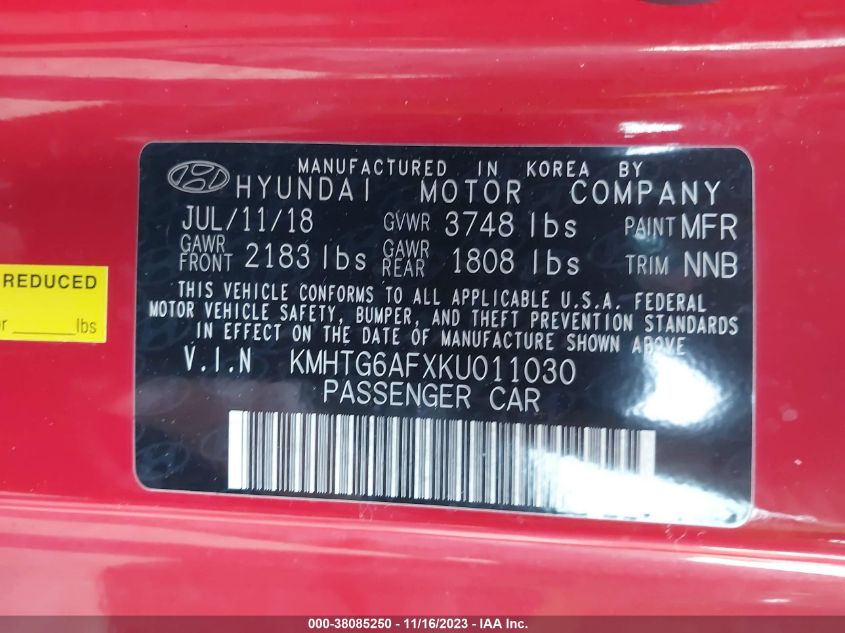 MANUFACTURED IN KOREA BY
HYUNDAI MOTOR COMPANY
JUL/11/18 GVWR 3748 lbs PAINT MFR
GAWR FRONT 2183 lbs GAWR REAR 1808 lbs TRIM NNB
THIS VEHICLE CONFORMS TO ALL APPLICABLE U.S.A. FEDERAL
MOTOR VEHICLE SAFETY, BUMPER, AND THEFT PREVENTION STANDARDS
IN EFFECT ON THE DATE OF MANUFACTURE SHOWN ABOVE
V.I.N KMHTG6AFXKU011030
PASSENGER CAR
REDUCED
or ______lbs
000-38085250 - 11/16/2023 - IAA Inc.